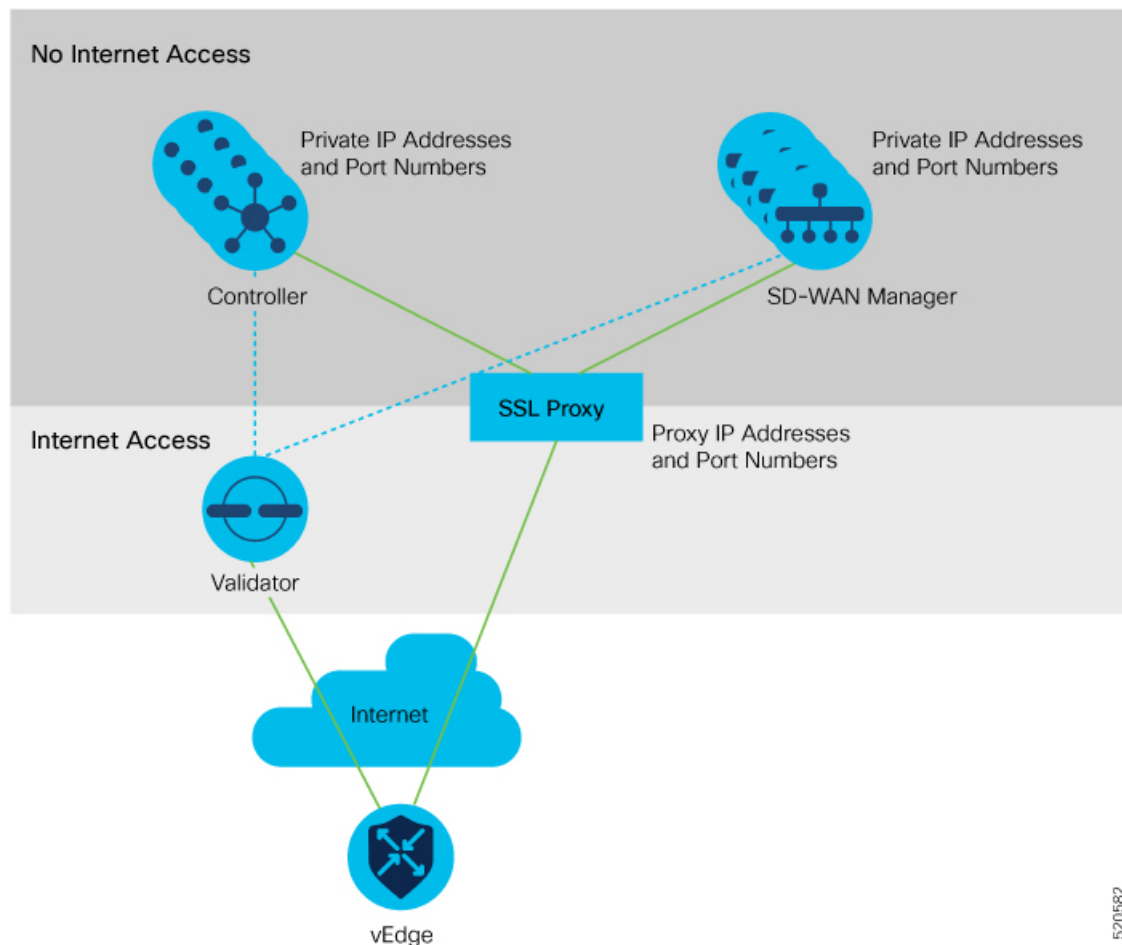 No Internet Access
Private IP Addresses
and Port Numbers
Private IP Addresses
and Port Numbers
Controller
SD-WAN Manager
SSL Proxy
Internet Access
Proxy IP Addresses
and Port Numbers
Validator
Internet
vEdge
520582